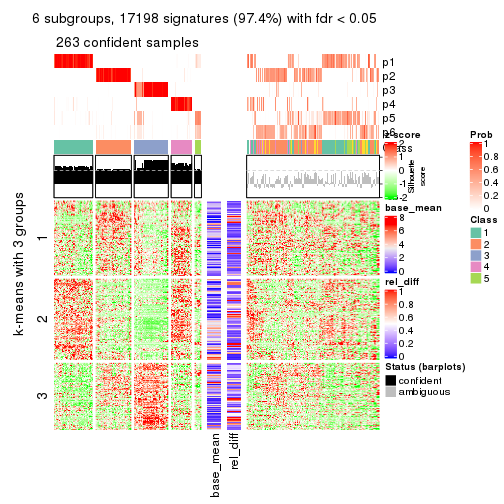 6 subgroups, 17198 signatures (97.4%) with fdr < 0.05
263 confident samples
p1
p2
p3
p4
p5
p6
Class
z-score
2
1
0
-1
-2
Silhouette
score
k-means with 3 groups
1
2
3
base_mean
rel_diff
base_mean
8
6
4
2
0
rel_diff
1
0.8
0.6
0.4
0.2
0
Status (barplots)
confident
ambiguous
Prob
1
0.8
0.6
0.4
0.2
0
Class
1
2
3
4
5